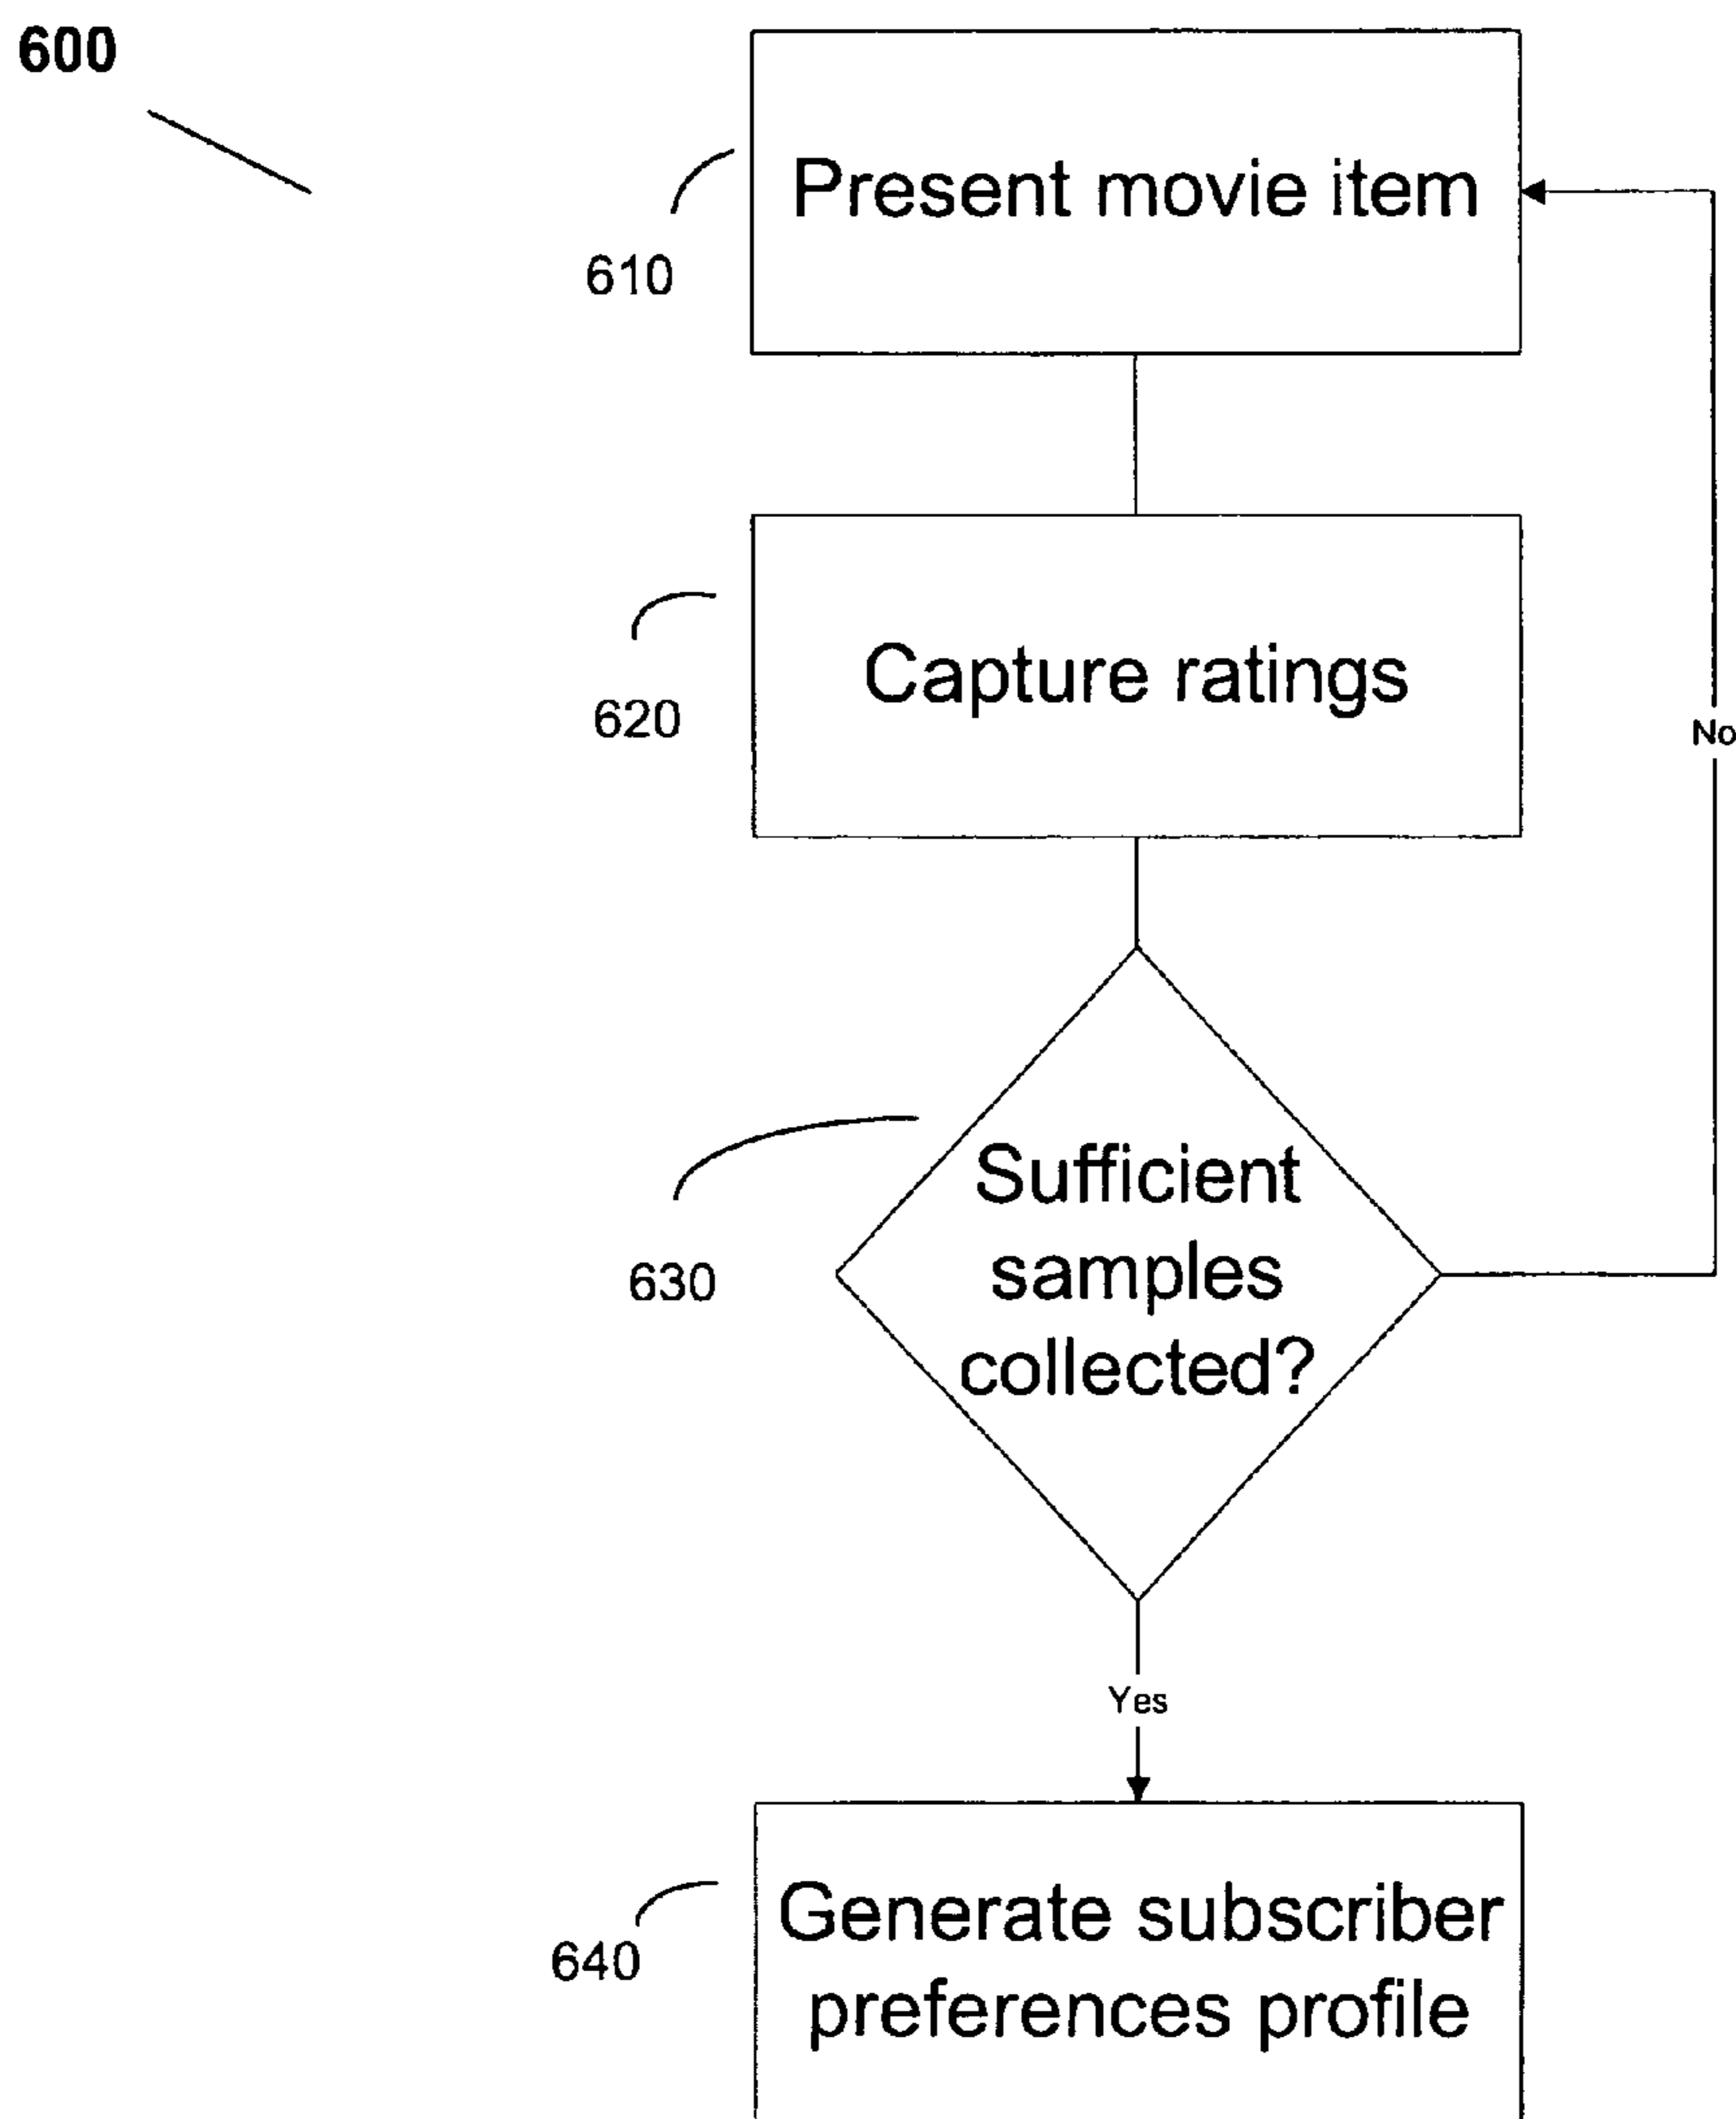 600
Present movie item
610
Capture ratings
620
No
Sufficient
samples
collected?
630
Yes
Generate subscriber
preferences profile
640